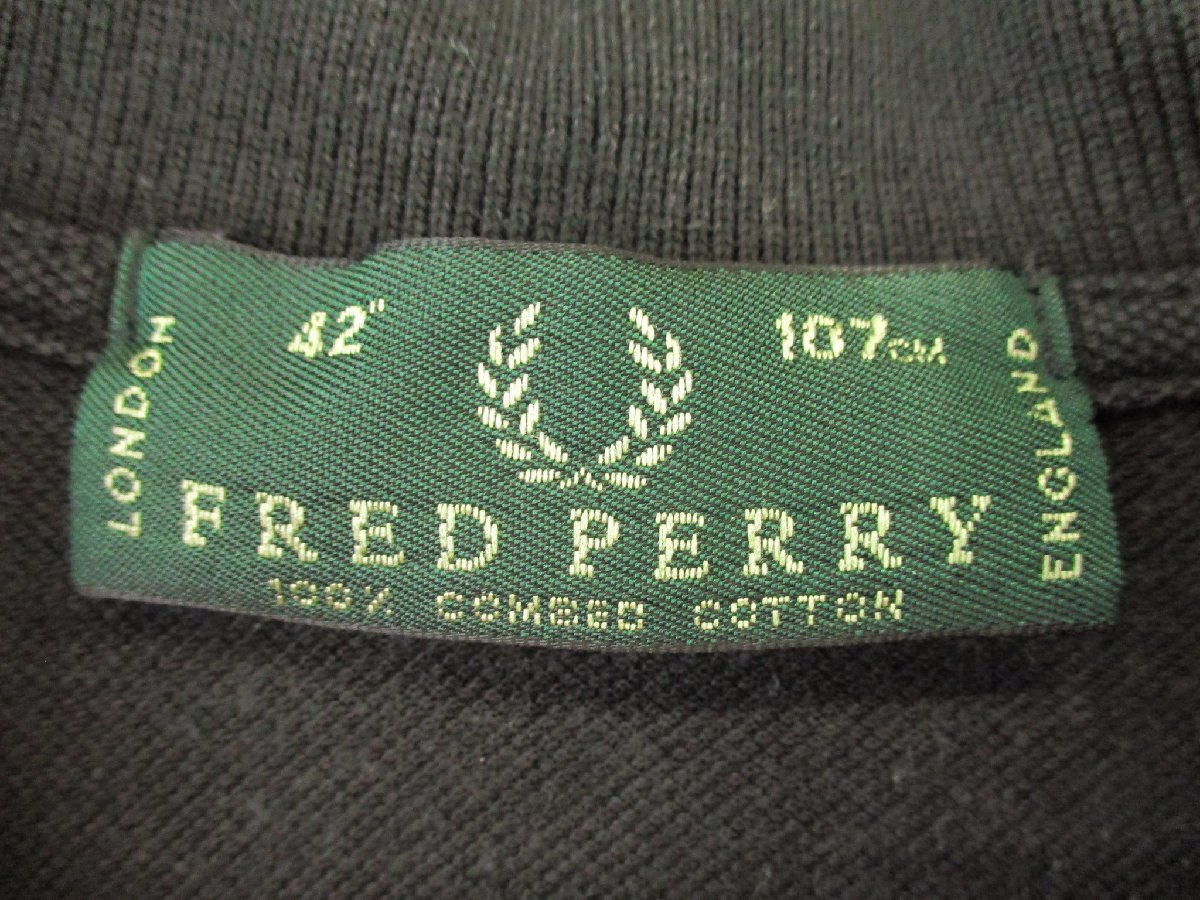 42" 107CM
LONDON
FRED PERRY
ENGLAND
100% COMBED COTTON